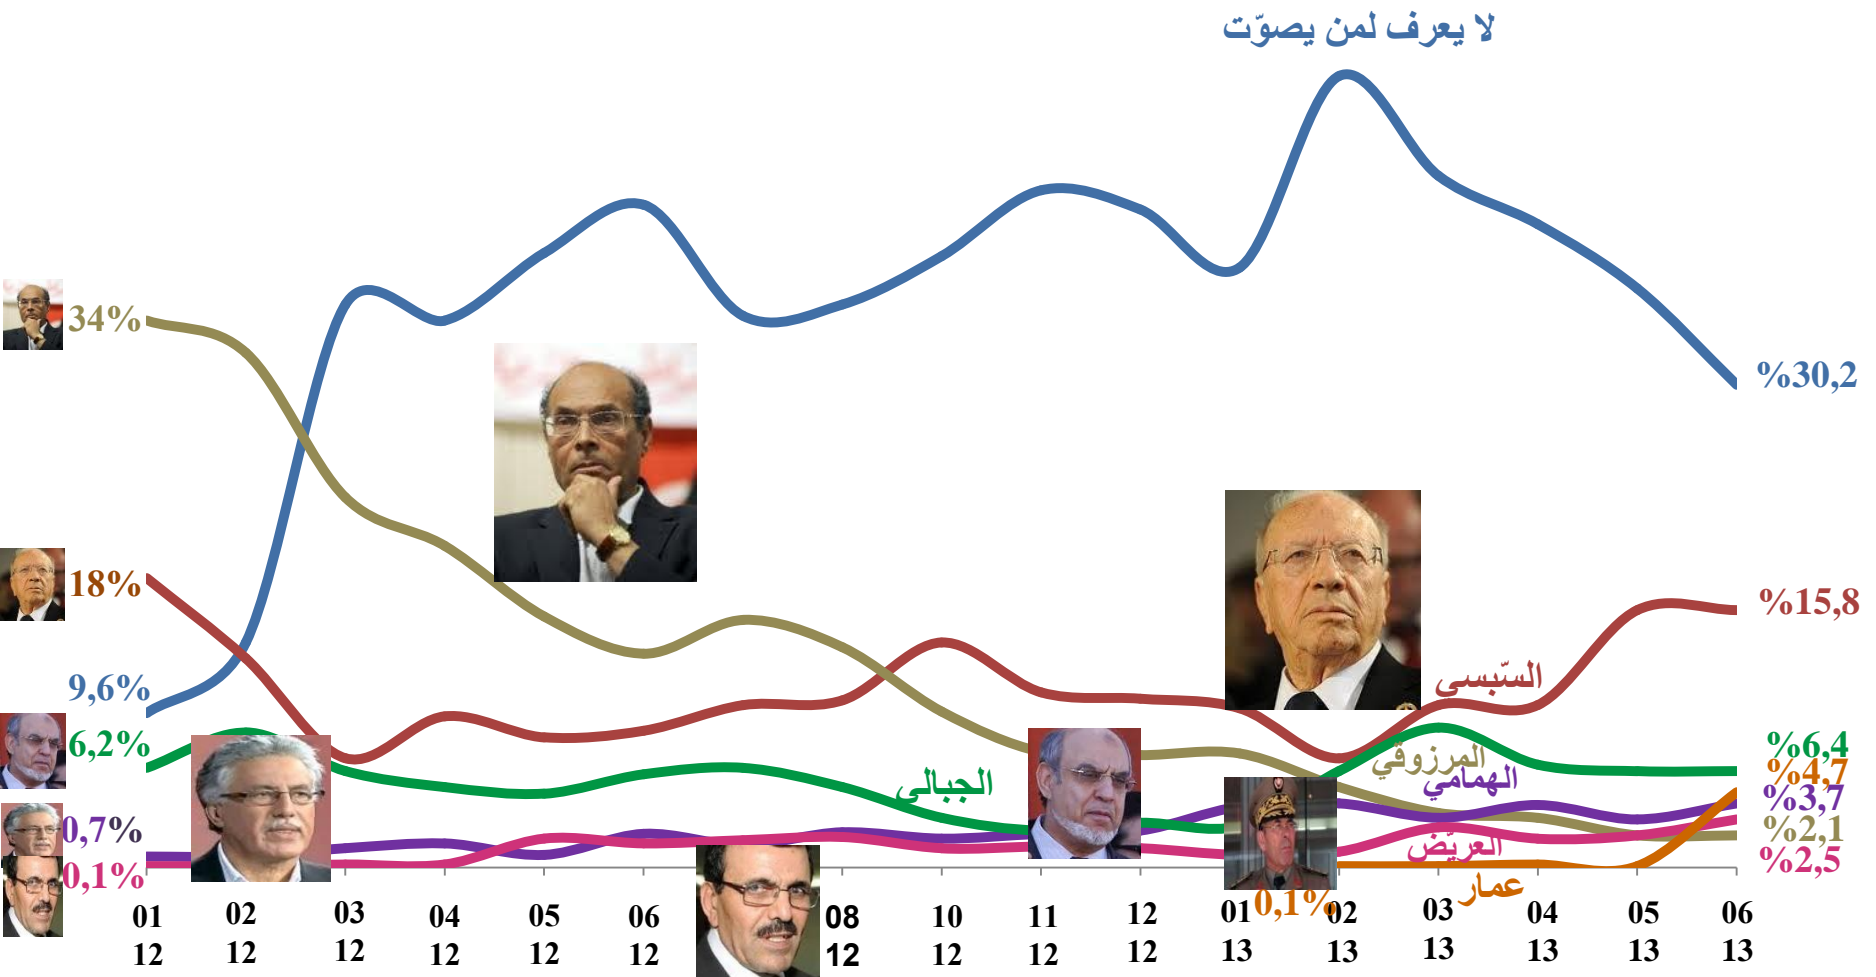 لا يعرف لمن يصوّت
34%
18%
9,6%
6,2%
0,7%
0,1%
السّبسي
المرزوقي
الهمامي
الجبالي
العريّض
عمار
0,1%
%30,2
%15,8
%6,4
%4,7
%3,7
%2,1
%2,5
01 02 03 04 05 06 08 10 11 12 01 02 03 04 05 06
12 12 12 12 12 12 12 12 12 12 13 13 13 13 13 13